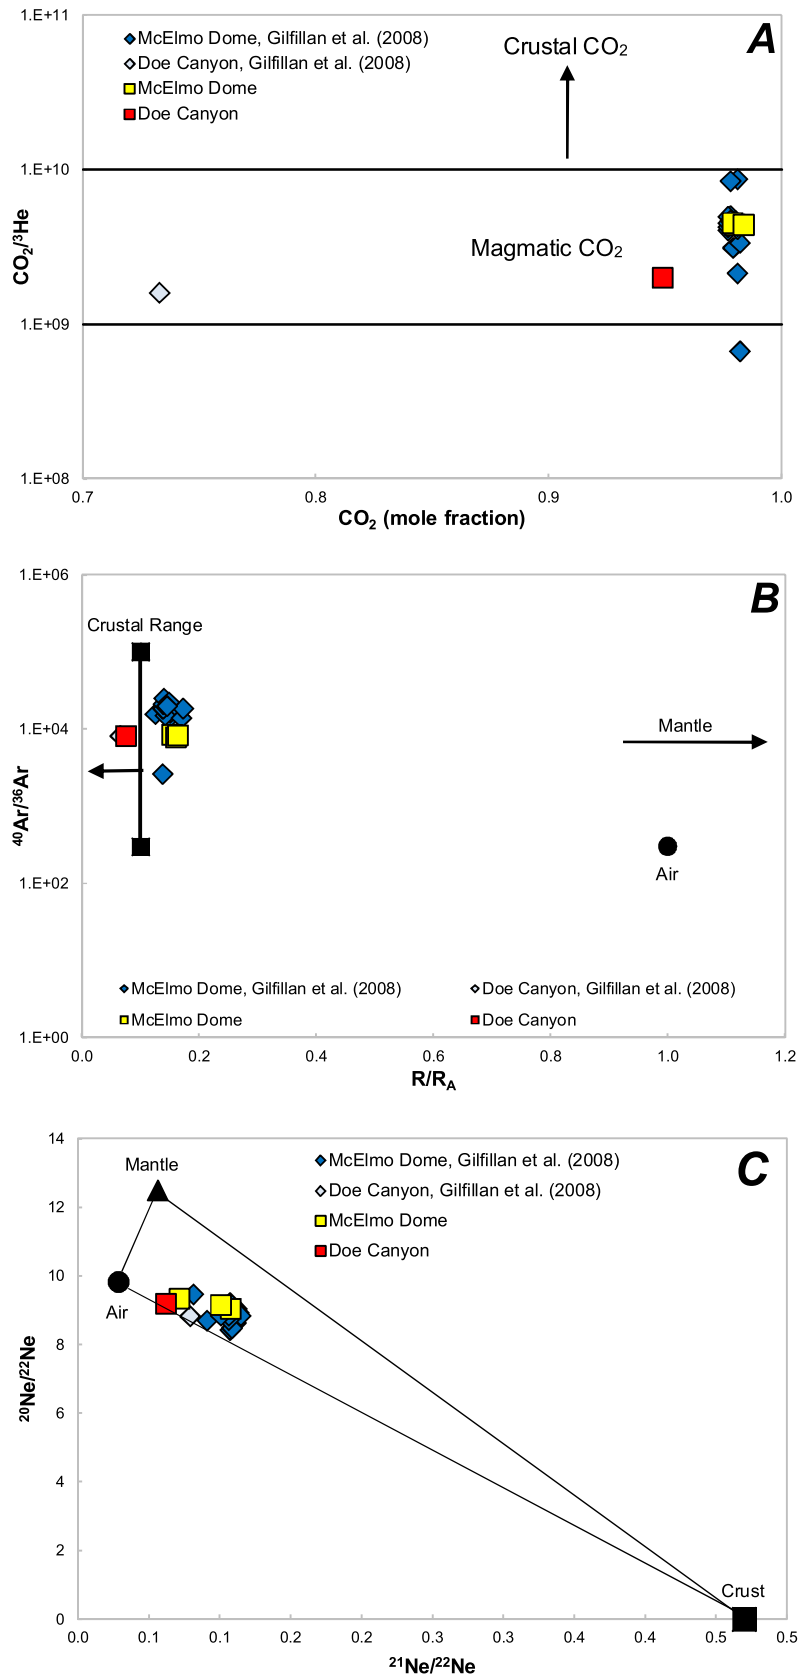 1.E+11
A
McElmo Dome, Gilfillan et al. (2008)
Doe Canyon, Gilfillan et al. (2008)
McElmo Dome
Doe Canyon
Crustal CO₂
1.E+10
Magmatic CO₂
1.E+09
1.E+08
CO₂/³He
0.7 0.8 0.9 1.0
CO₂ (mole fraction)
1.E+06
B
Crustal Range
1.E+04
Mantle
Air
1.E+02
⁴⁰Ar/³⁶Ar
McElmo Dome, Gilfillan et al. (2008) Doe Canyon, Gilfillan et al. (2008)
McElmo Dome Doe Canyon
1.E+00
0.0 0.2 0.4 0.6 0.8 1.0 1.2
R/R_A
14
C
Mantle
McElmo Dome, Gilfillan et al. (2008)
Doe Canyon, Gilfillan et al. (2008)
McElmo Dome
Doe Canyon
12
10
Air
8
6
4
2
0
²⁰Ne/²²Ne
Crust
0.0 0.1 0.1 0.2 0.2 0.3 0.3 0.4 0.4 0.5 0.5
²¹Ne/²²Ne